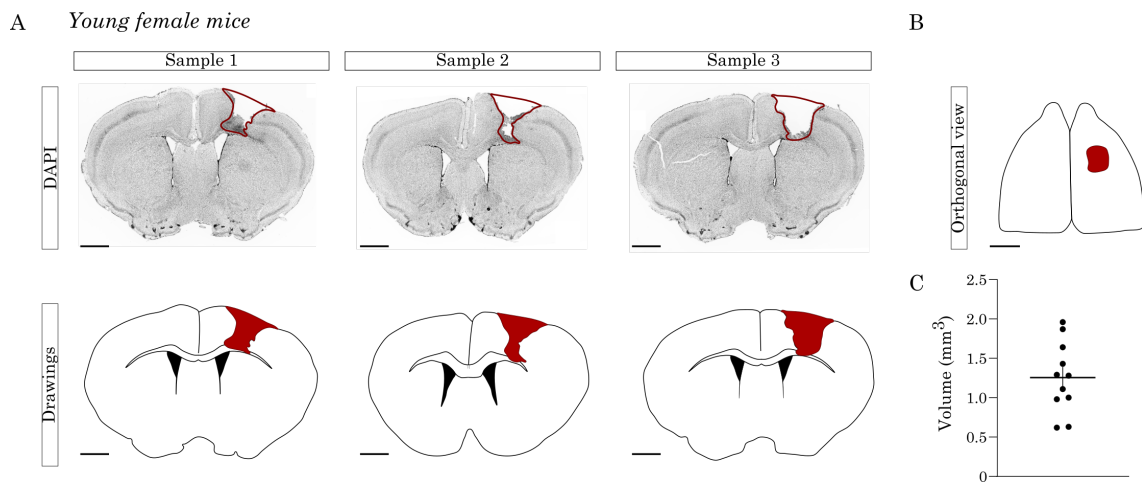 A
Young female mice
Sample 1
Sample 2
Sample 3
DAPI
Drawings
B
Orthogonal view
C
Volume (mm³)
2.5
2.0
1.5
1.0
0.5
0